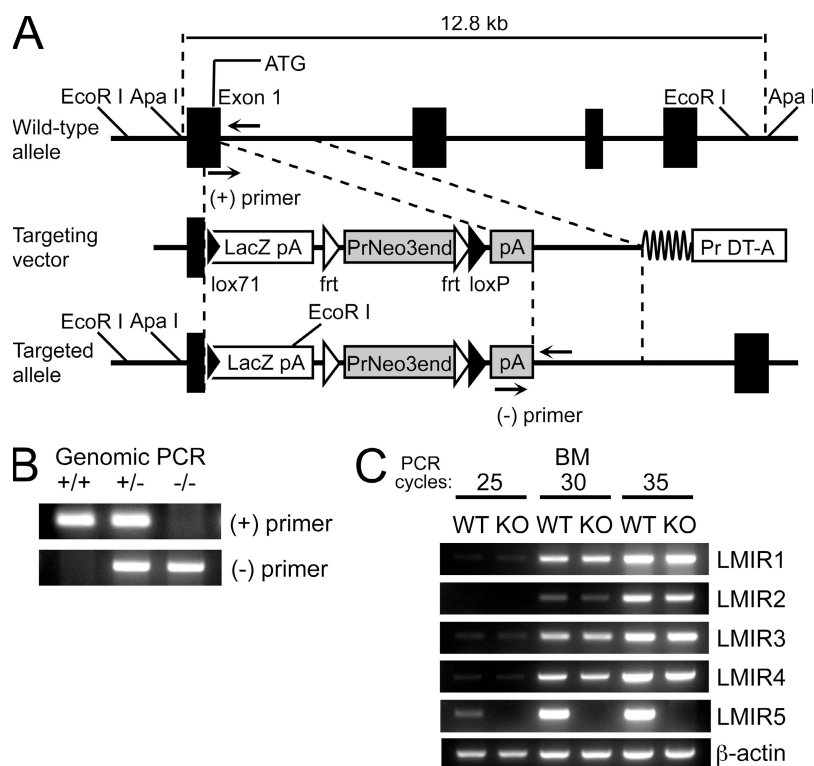 A
12.8 kb
ATG
EcoR I Apa I
Exon 1
EcoR I
Apa I
Wild-type
allele
(+) primer
Targeting
vector
LacZ pA
PrNeo3end
pA
Pr DT-A
lox71
frt
frt
loxP
EcoR I
EcoR I Apa I
Targeted
allele
LacZ pA
PrNeo3end
pA
(-) primer
B
Genomic PCR
+/+ +/- -/-
(+) primer
(-) primer
C
PCR
cycles:
BM
25 30 35
WT KO WT KO WT KO
LMIR1
LMIR2
LMIR3
LMIR4
LMIR5
β-actin